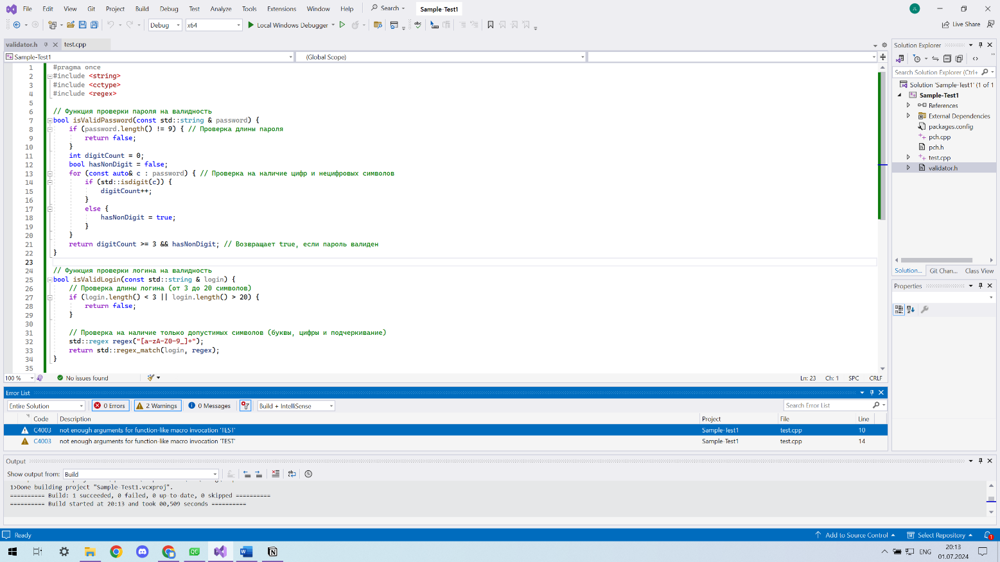 File Edit View Git Project Build Debug Test Analyze Tools Extensions Window Help Search Sample-Test1 JL
Debug x64 Local Windows Debugger Live Share
validator.h test.cpp
Sample-Test1 (Global Scope)
1 #pragma once
2 #include <string>
3 #include <cctype>
4 #include <regex>
5
6 // Функция проверки пароля на валидность
7 bool isValidPassword(const std::string & password) {
8 if (password.length() != 9) { // Проверка длины пароля
9 return false;
10 }
11 int digitCount = 0;
12 bool hasNonDigit = false;
13 for (const auto& c : password) { // Проверка на наличие цифр и нецифровых символов
14 if (std::isdigit(c)) {
15 digitCount++;
16 }
17 else {
18 hasNonDigit = true;
19 }
20 }
21 return digitCount >= 3 && hasNonDigit; // Возвращает true, если пароль валиден
22 }
23
24 // Функция проверки логина на валидность
25 bool isValidLogin(const std::string & login) {
26 // Проверка длины логина (от 3 до 20 символов)
27 if (login.length() < 3 || login.length() > 20) {
28 return false;
29 }
30
31 // Проверка на наличие только допустимых символов (буквы, цифры и подчеркивание)
32 std::regex regex("[a-zA-Z0-9_]+");
33 return std::regex_match(login, regex);
34 }
35
100 % No issues found Ln: 23 Ch: 1 SPC CRLF
Solution Explorer
Search Solution Explorer (Ctrl+
Solution 'Sample-Test1' (1 of 1
Sample-Test1
References
External Dependencies
packages.config
pch.cpp
pch.h
test.cpp
validator.h
Solution... Git Chan... Class View
Properties
Error List
Entire Solution 0 Errors 2 Warnings 0 Messages Build + IntelliSense Search Error List
Code Description Project File Line
C4003 not enough arguments for function-like macro invocation 'TEST' Sample-Test1 test.cpp 10
C4003 not enough arguments for function-like macro invocation 'TEST' Sample-Test1 test.cpp 14
Output
Show output from: Build
1>Done building project "Sample-Test1.vcxproj".
========== Build: 1 succeeded, 0 failed, 0 up-to-date, 0 skipped ==========
========== Build started at 20:13 and took 00,509 seconds ==========
Ready Add to Source Control Select Repository 1
QC ENG 20:13
01.07.2024